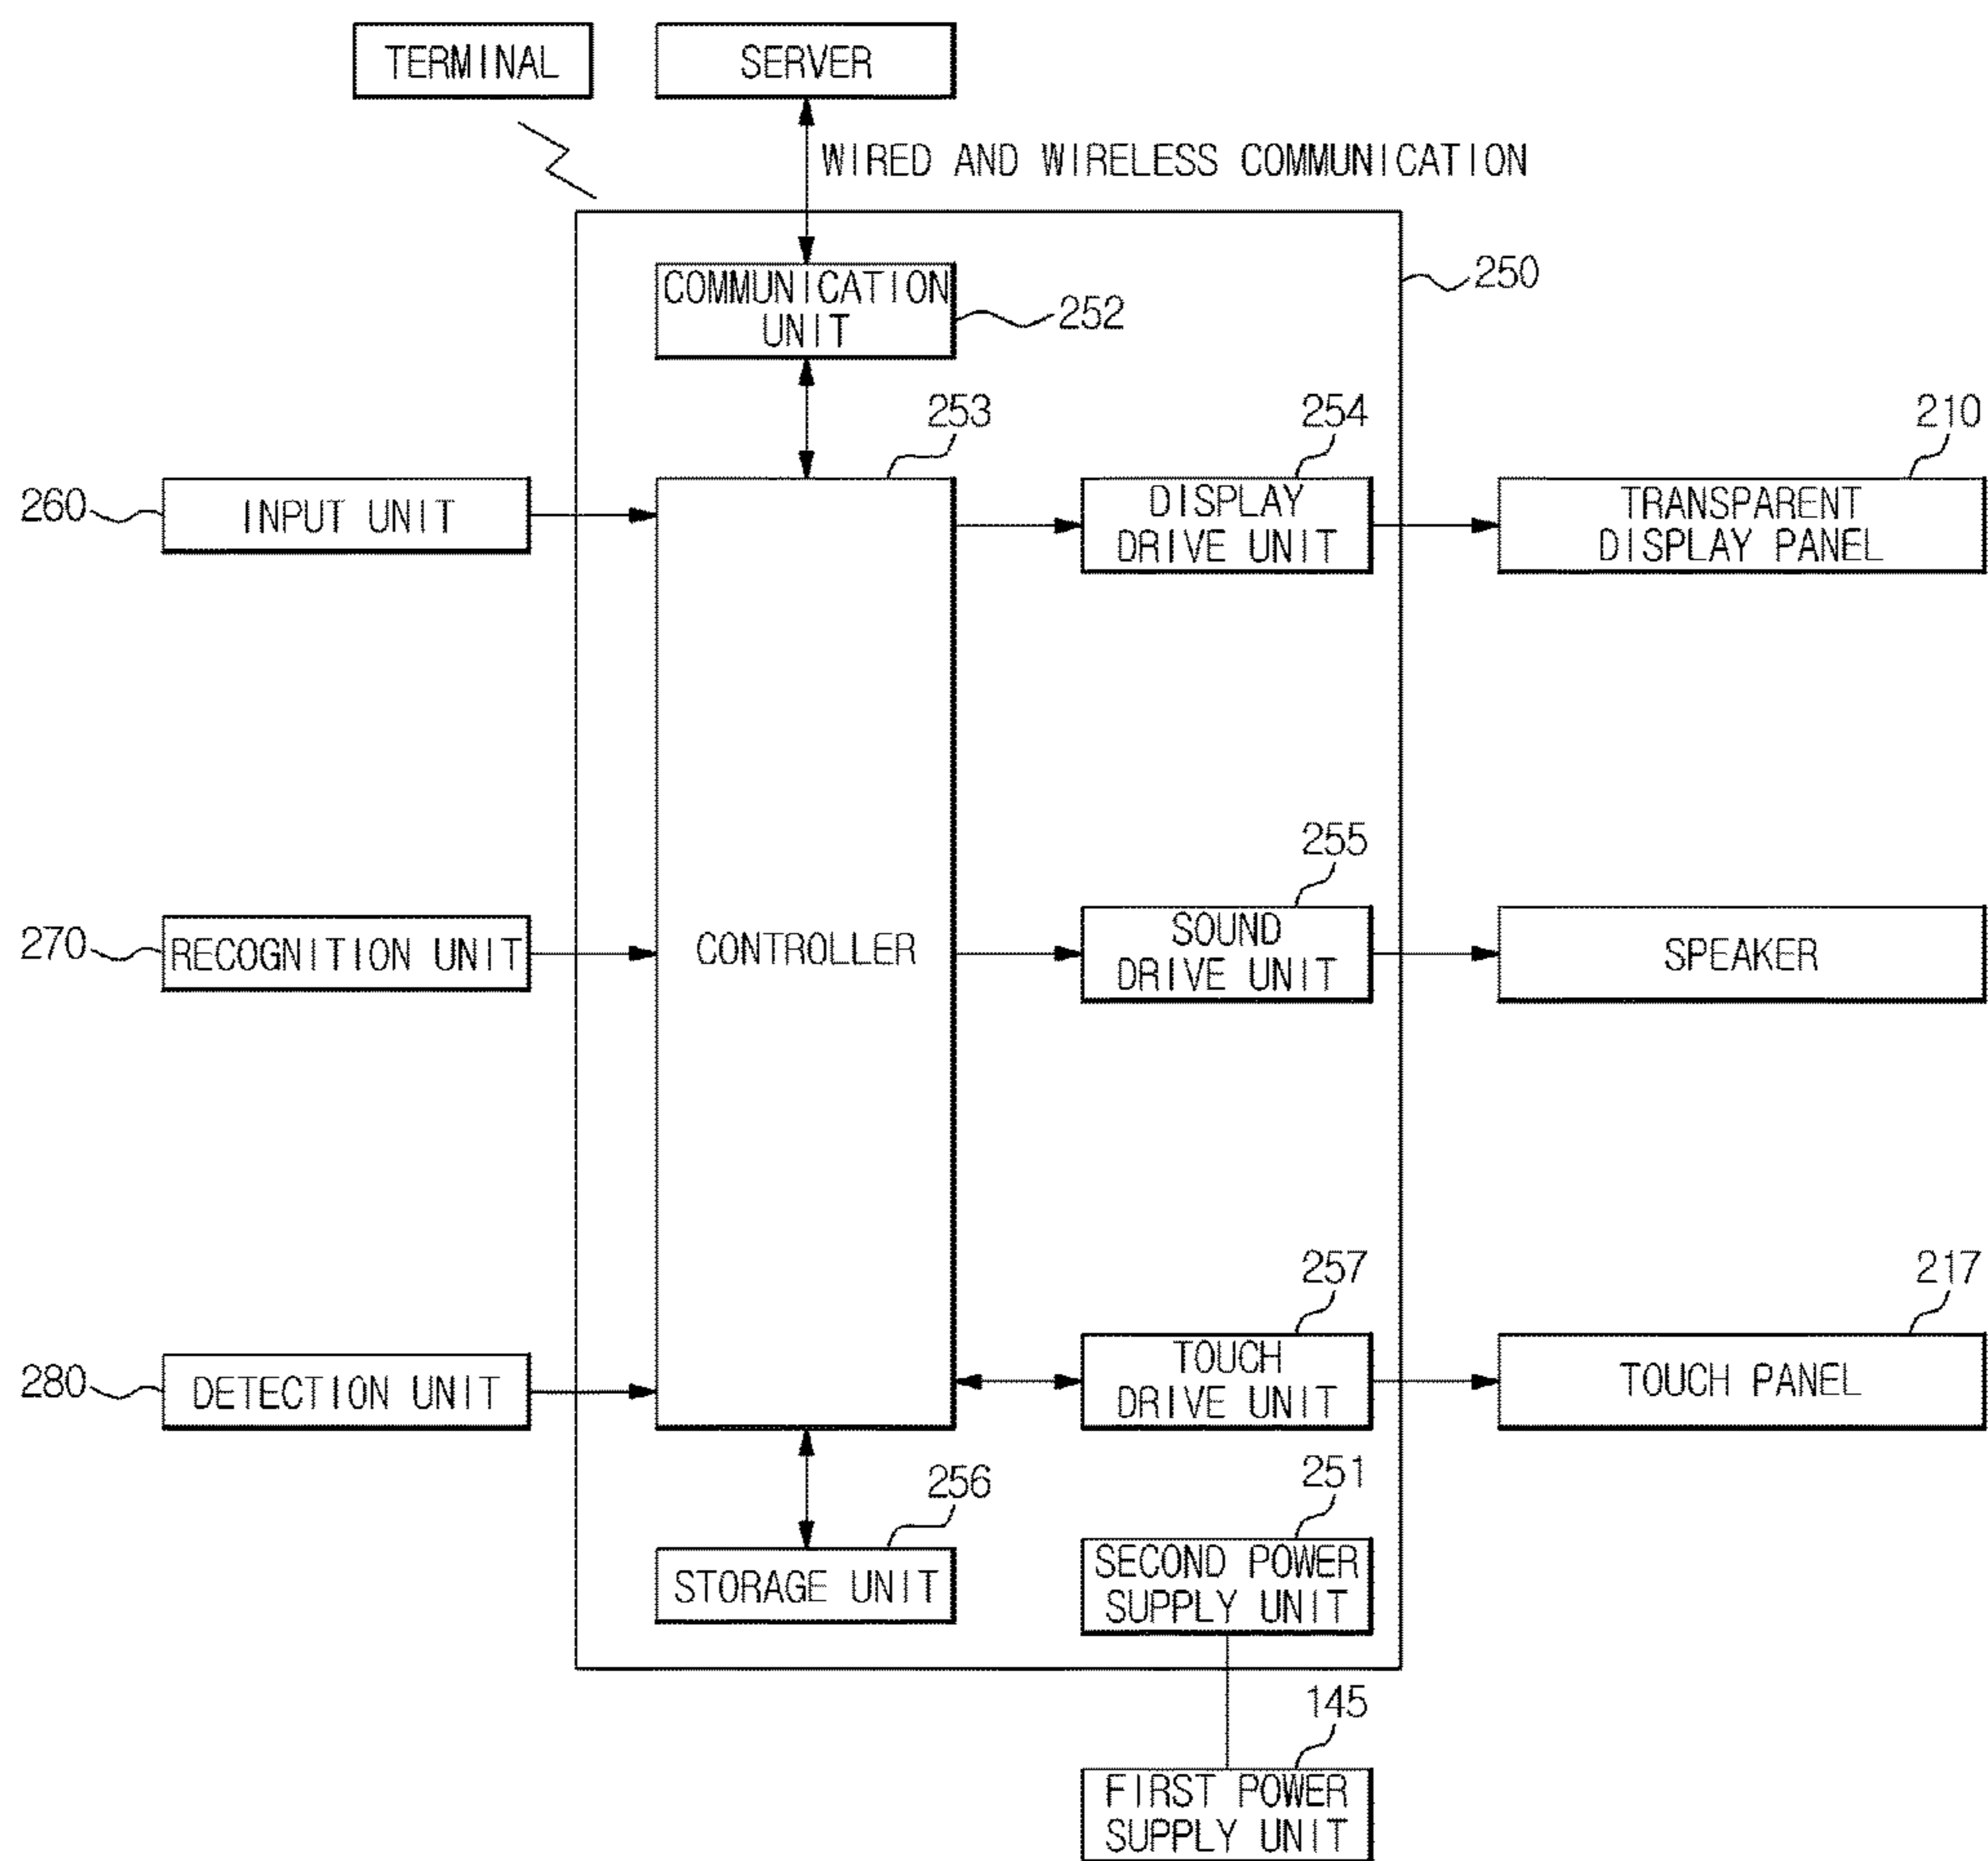 TERMINAL
SERVER
WIRED AND WIRELESS COMMUNICATION
250
COMMUNICATION
UNIT
252
253
254
210
260
INPUT UNIT
DISPLAY
DRIVE UNIT
TRANSPARENT
DISPLAY PANEL
255
270
RECOGNITION UNIT
CONTROLLER
SOUND
DRIVE UNIT
SPEAKER
257
217
280
DETECTION UNIT
TOUCH
DRIVE UNIT
TOUCH PANEL
256
251
STORAGE UNIT
SECOND POWER
SUPPLY UNIT
145
FIRST POWER
SUPPLY UNIT